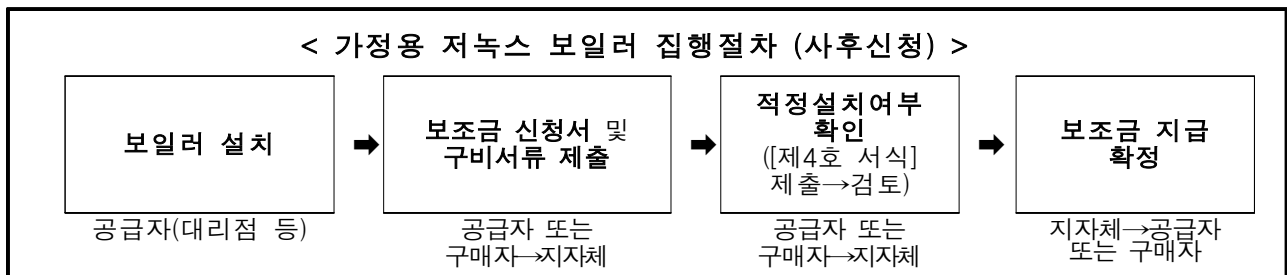 < 가정용 저녹스 보일러 집행절차 (사후신청) >
보일러 설치
➡
보조금 신청서 및
구비서류 제출
➡
적정설치여부
확인
([제4호 서식]
제출→검토)
➡
보조금 지급
확정
공급자(대리점 등)
공급자 또는
구매자→지자체
공급자 또는
구매자→지자체
지자체→공급자
또는 구매자